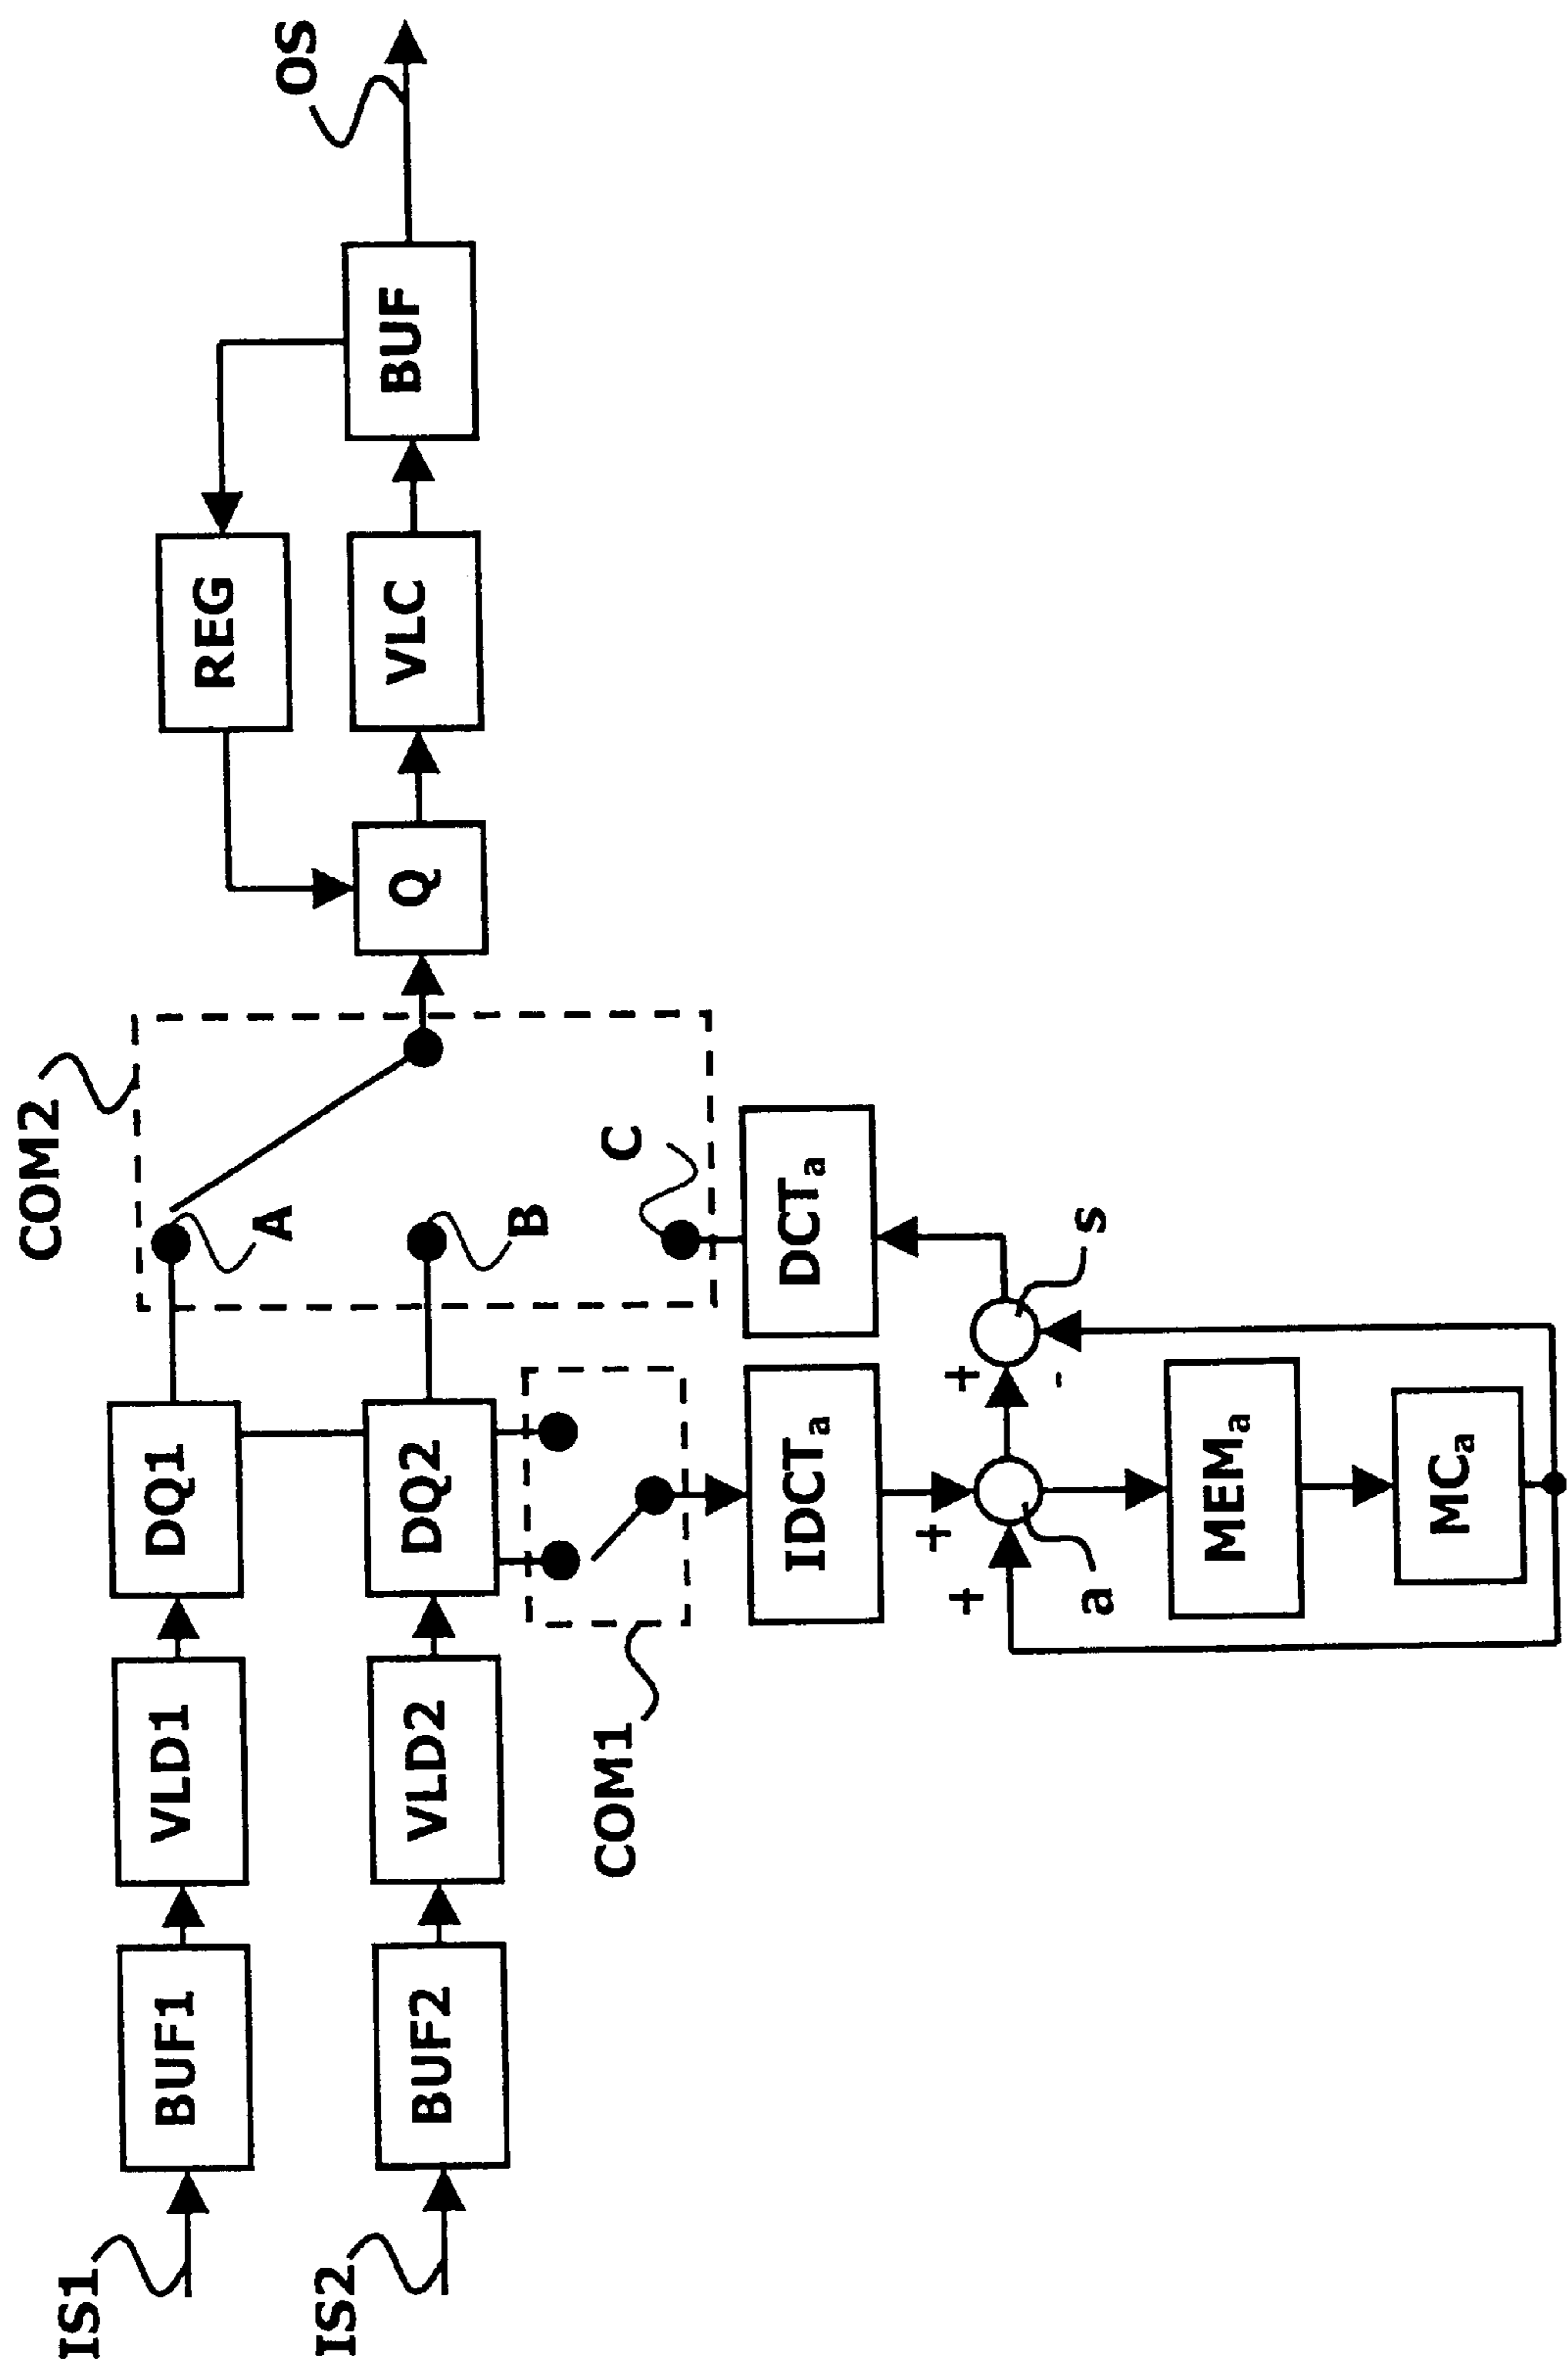 IS1
BUF1
VLD1
DQ1
A
COM2
REG
OS
IS2
BUF2
VLD2
DQ2
B
Q
VLC
BUF
COM1
C
IDCTa
DCTa
+
+
a
+
-
s
MEMa
MCa